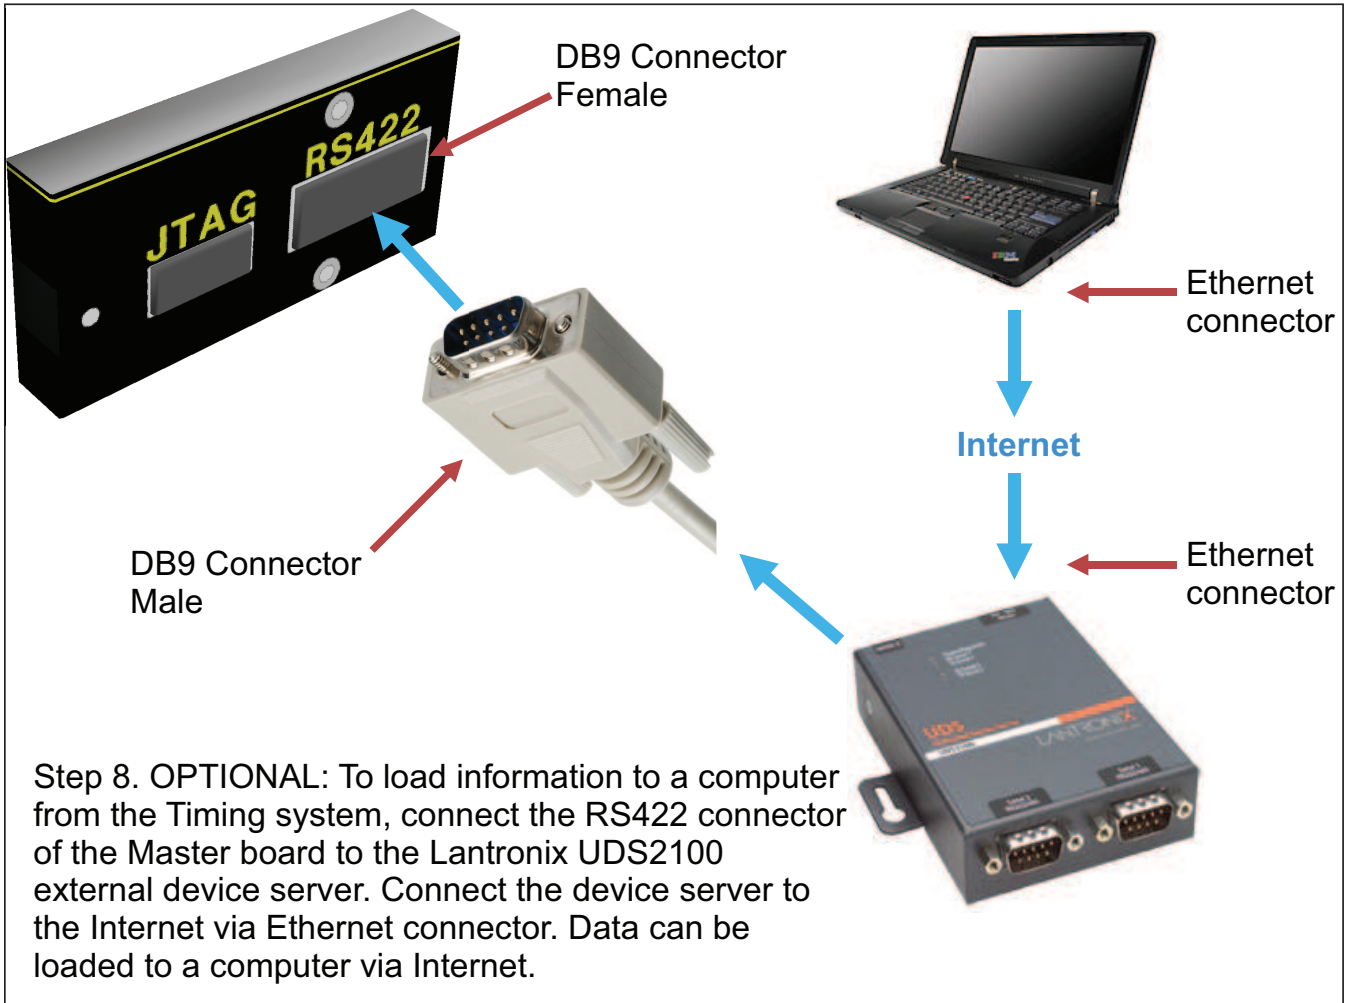 DB9 Connector
Female
RS422
JTAG
Ethernet
connector
Internet
DB9 Connector
Male
Ethernet
connector
UDS
LANTRONIX
Step 8. OPTIONAL: To load information to a computer
from the Timing system, connect the RS422 connector
of the Master board to the Lantronix UDS2100
external device server. Connect the device server to
the Internet via Ethernet connector. Data can be
loaded to a computer via Internet.